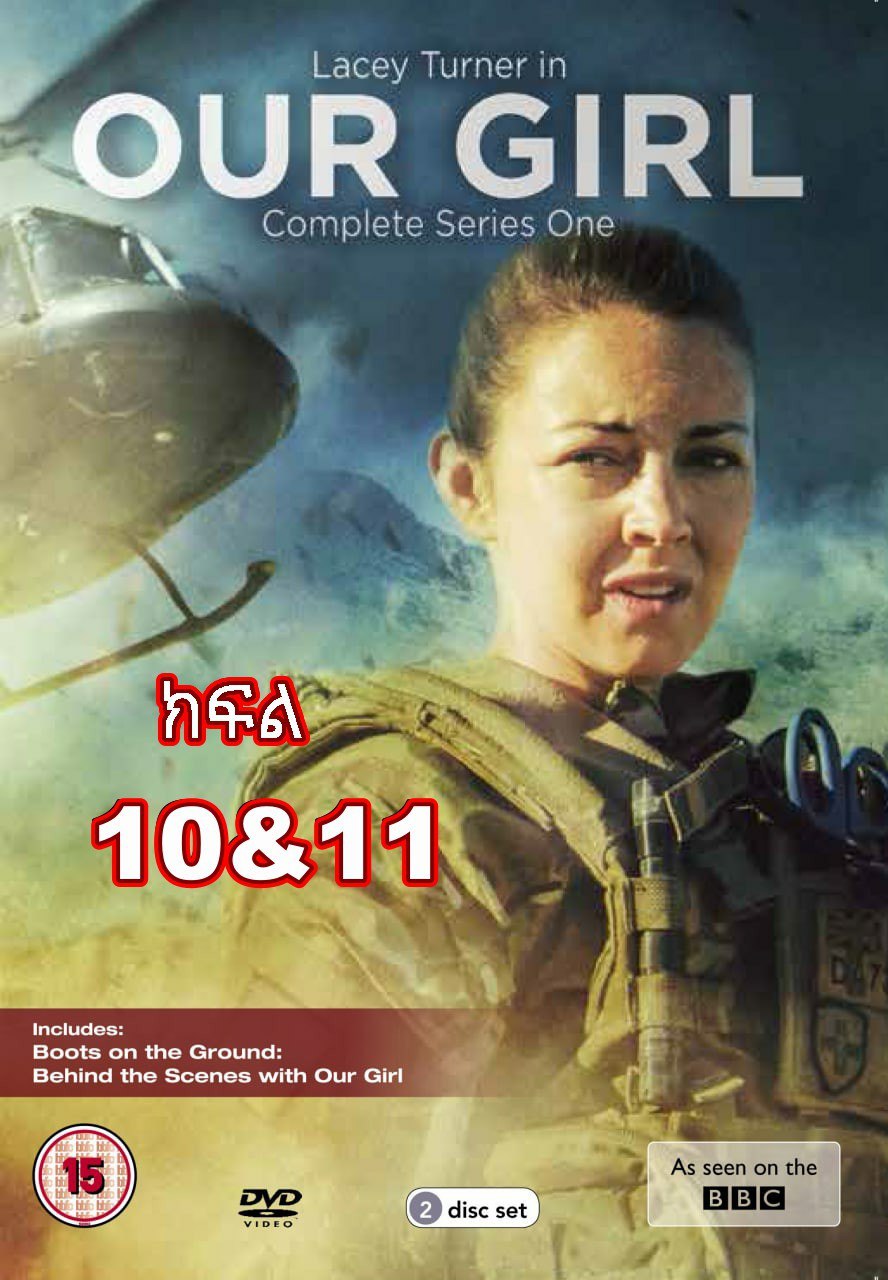 Lacey Turner in
OUR GIRL
Complete Series One
ክፍል
10&11
Includes:
Boots on the Ground:
Behind the Scenes with Our Girl
15
DVD
VIDEO
2 disc set
As seen on the
BBC